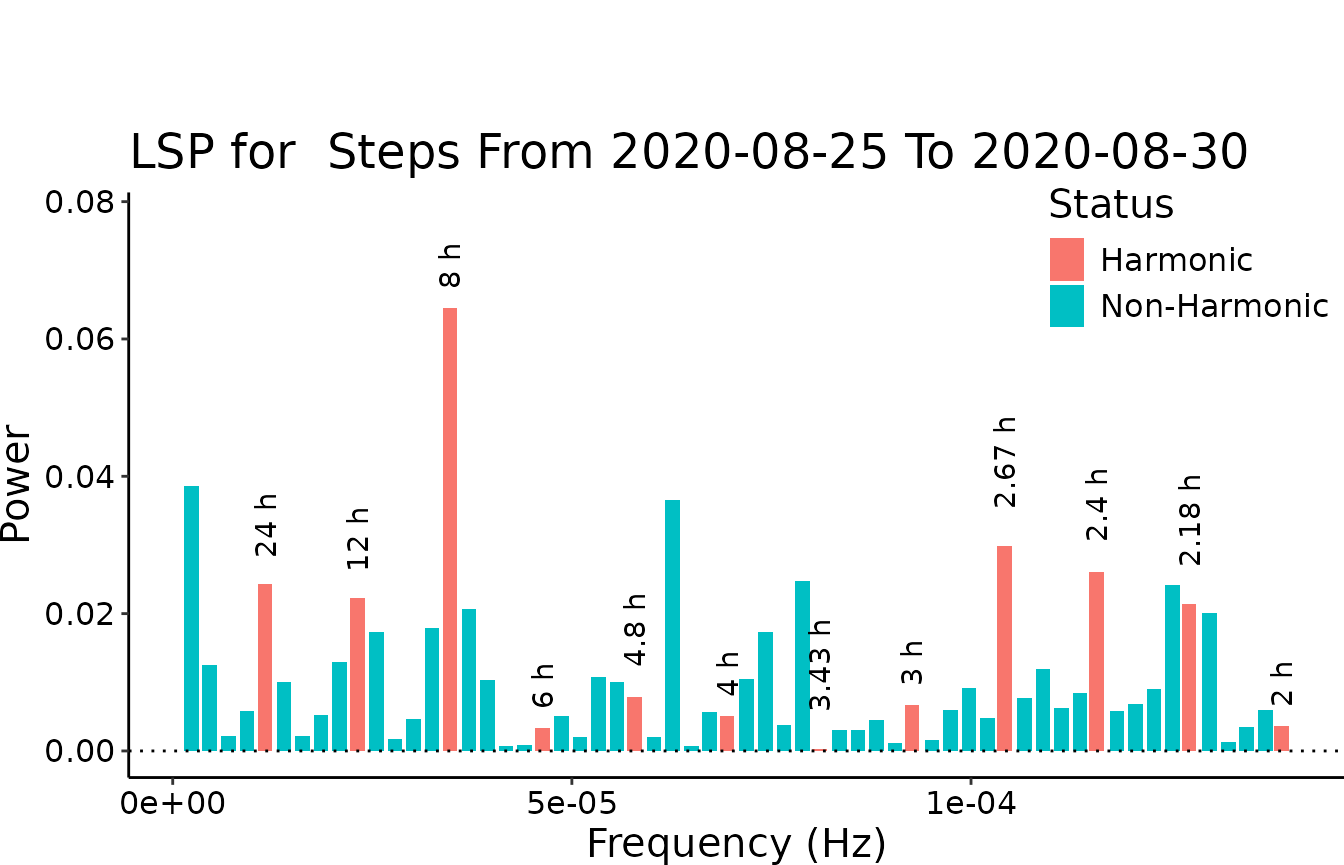 LSP for  Steps From 2020-08-25 To 2020-08-30
Status
Harmonic
Non-Harmonic
Power
0.08
0.06
0.04
0.02
0.00
24 h
12 h
8 h
6 h
4.8 h
4 h
3.43 h
3 h
2.67 h
2.4 h
2.18 h
2 h
0e+00
5e-05
1e-04
Frequency (Hz)